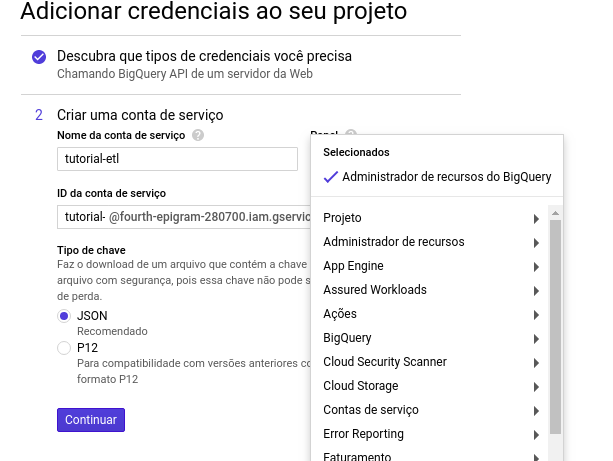 Adicionar credenciais ao seu projeto
Descubra que tipos de credenciais você precisa
Chamando BigQuery API de um servidor da Web
2 Criar uma conta de serviço
Nome da conta de serviço ?
tutorial-etl
ID da conta de serviço
tutorial- @fourth-epigram-280700.iam.gservic
Tipo de chave
Faz o download de um arquivo que contém a chave
arquivo com segurança, pois essa chave não pode s
de perda.
JSON
Recomendado
P12
Para compatibilidade com versões anteriores co
formato P12
Continuar
Selecionados
Administrador de recursos do BigQuery
Projeto
Administrador de recursos
App Engine
Assured Workloads
Ações
BigQuery
Cloud Security Scanner
Cloud Storage
Contas de serviço
Error Reporting
Faturamento